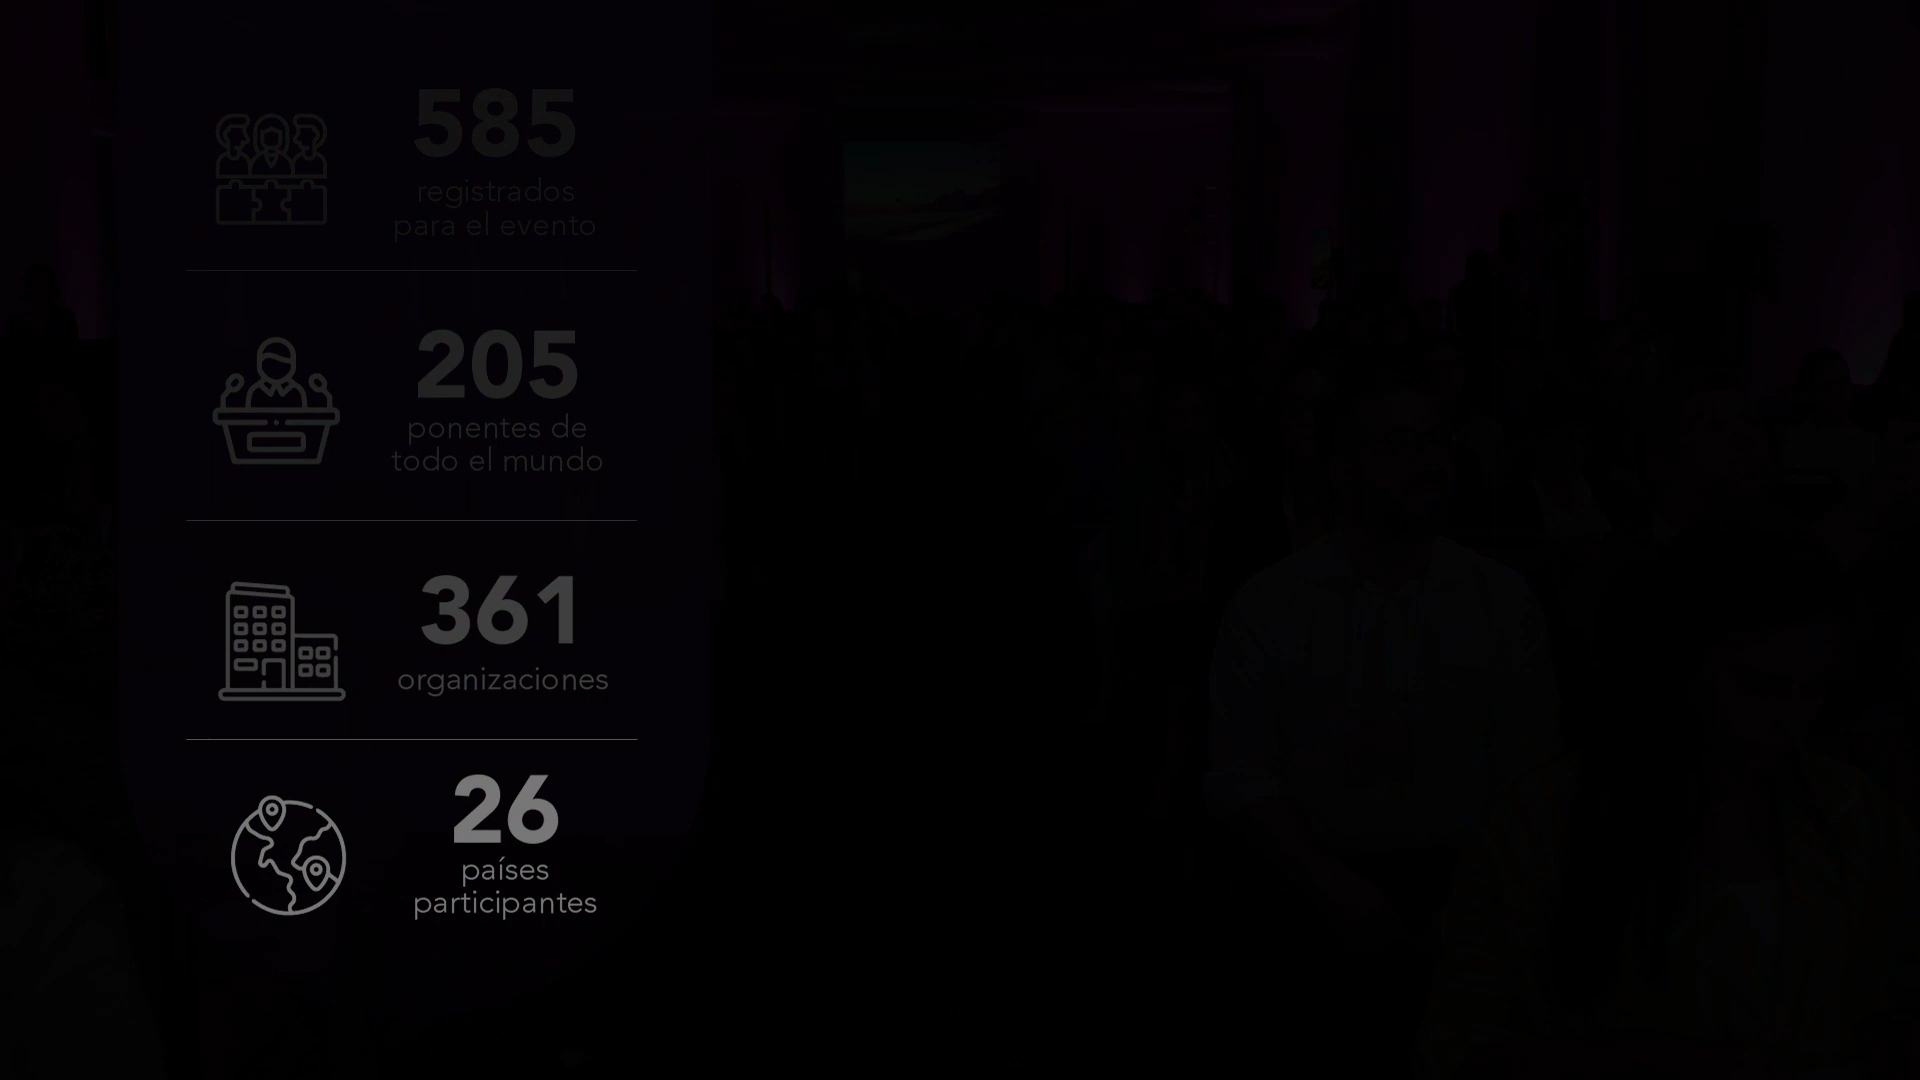 585
registrados
para el evento
205
ponentes de
todo el mundo
361
organizaciones
26
países
participantes